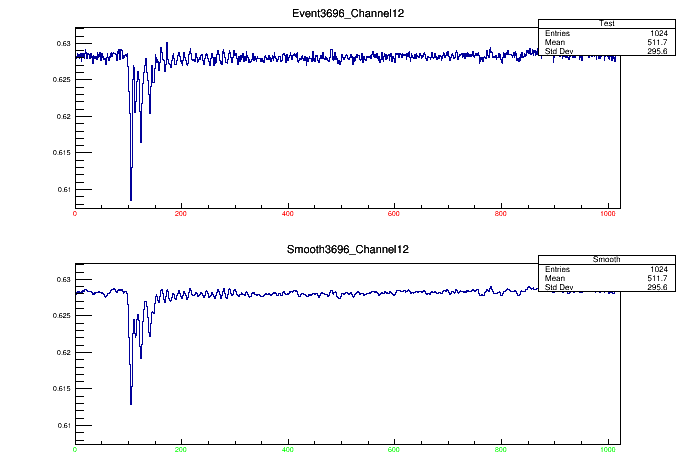 Event3696_Channel12
Test
Entries 1024
Mean 511.7
Std Dev 295.6
0.63
0.625
0.62
0.615
0.61
0 200 400 600 800 1000
Smooth3696_Channel12
Smooth
Entries 1024
Mean 511.7
Std Dev 295.6
0.63
0.625
0.62
0.615
0.61
0 200 400 600 800 1000